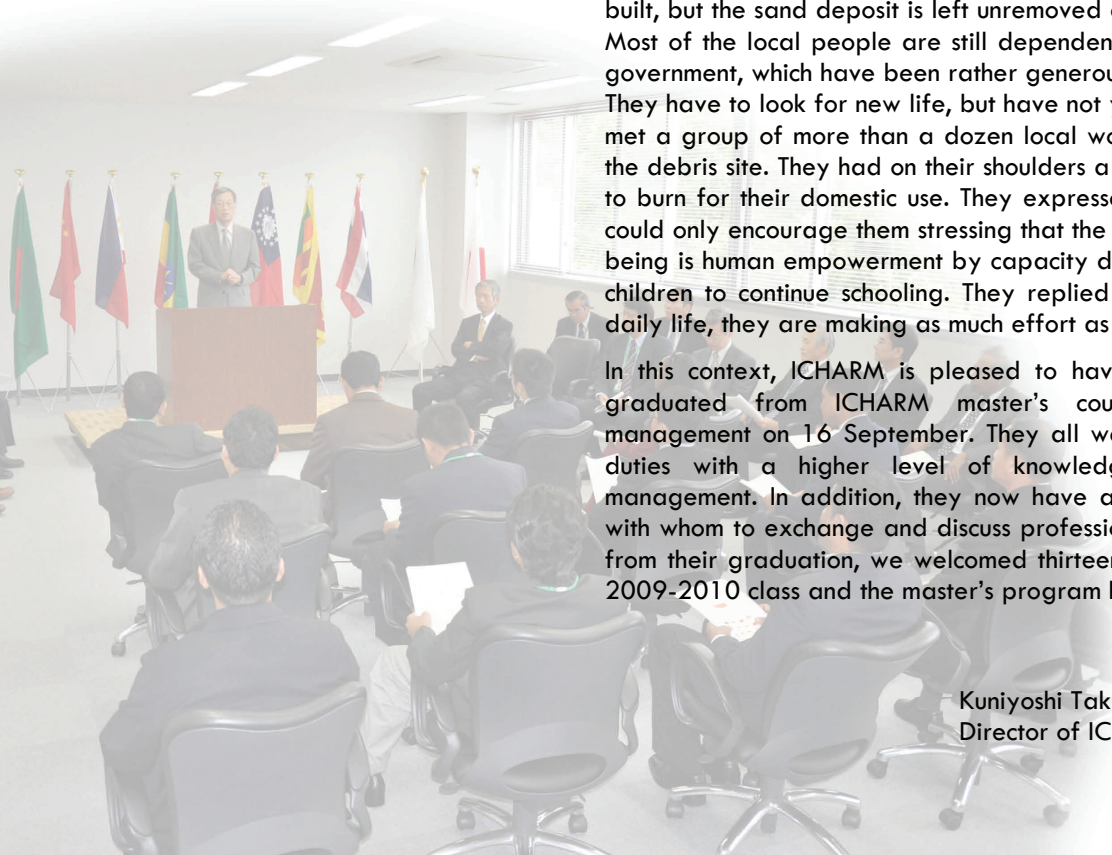 built, but the sand deposit is left unremoved
Most of the local people are still dependen
government, which have been rather generou
They have to look for new life, but have not
met a group of more than a dozen local wo
the debris site. They had on their shoulders a
to burn for their domestic use. They express
could only encourage them stressing that the
being is human empowerment by capacity d
children to continue schooling. They replied
daily life, they are making as much effort as
In this context, ICHARM is pleased to hav
graduated from ICHARM master's cou
management on 16 September. They all w
duties with a higher level of knowledg
management. In addition, they now have a
with whom to exchange and discuss professi
from their graduation, we welcomed thirteen
2009-2010 class and the master's program
Kuniyoshi Tak
Director of IC